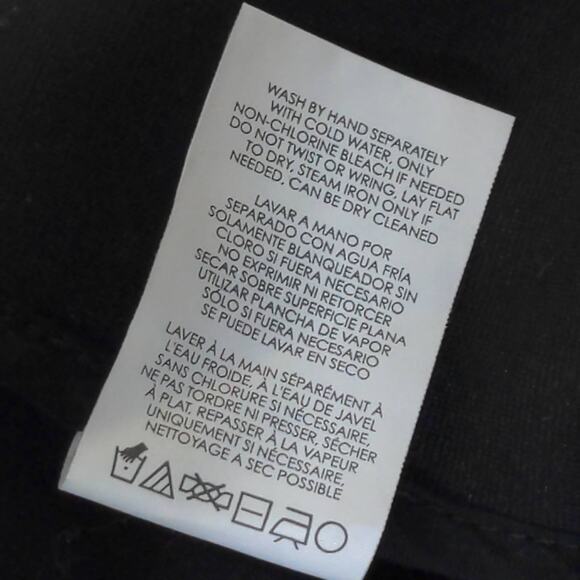 WASH BY HAND SEPARATELY
WITH COLD WATER, ONLY
NON-CHLORINE BLEACH IF NEEDED
DO NOT TWIST OR WRING, LAY FLAT
TO DRY, STEAM IRON ONLY IF
NEEDED, CAN BE DRY CLEANED
LAVAR A MANO POR
SEPARADO CON AGUA FRÍA
SOLAMENTE BLANQUEADOR SIN
CLORO SI FUERA NECESARIO
NO EXPRIMIR NI RETORCER
SECAR SOBRE SUPERFICIE PLANA
UTILIZAR PLANCHA DE VAPOR
SÓLO SI FUERA NECESARIO
SE PUEDE LAVAR EN SECO
LAVER À LA MAIN SÉPARÉMENT À
L'EAU FROIDE, À L'EAU DE JAVEL
SANS CHLORURE SI NÉCESSAIRE,
NE PAS TORDRE NI PRESSER, SÉCHER
À PLAT, REPASSER À LA VAPEUR
UNIQUEMENT SI NÉCESSAIRE,
NETTOYAGE A SEC POSSIBLE